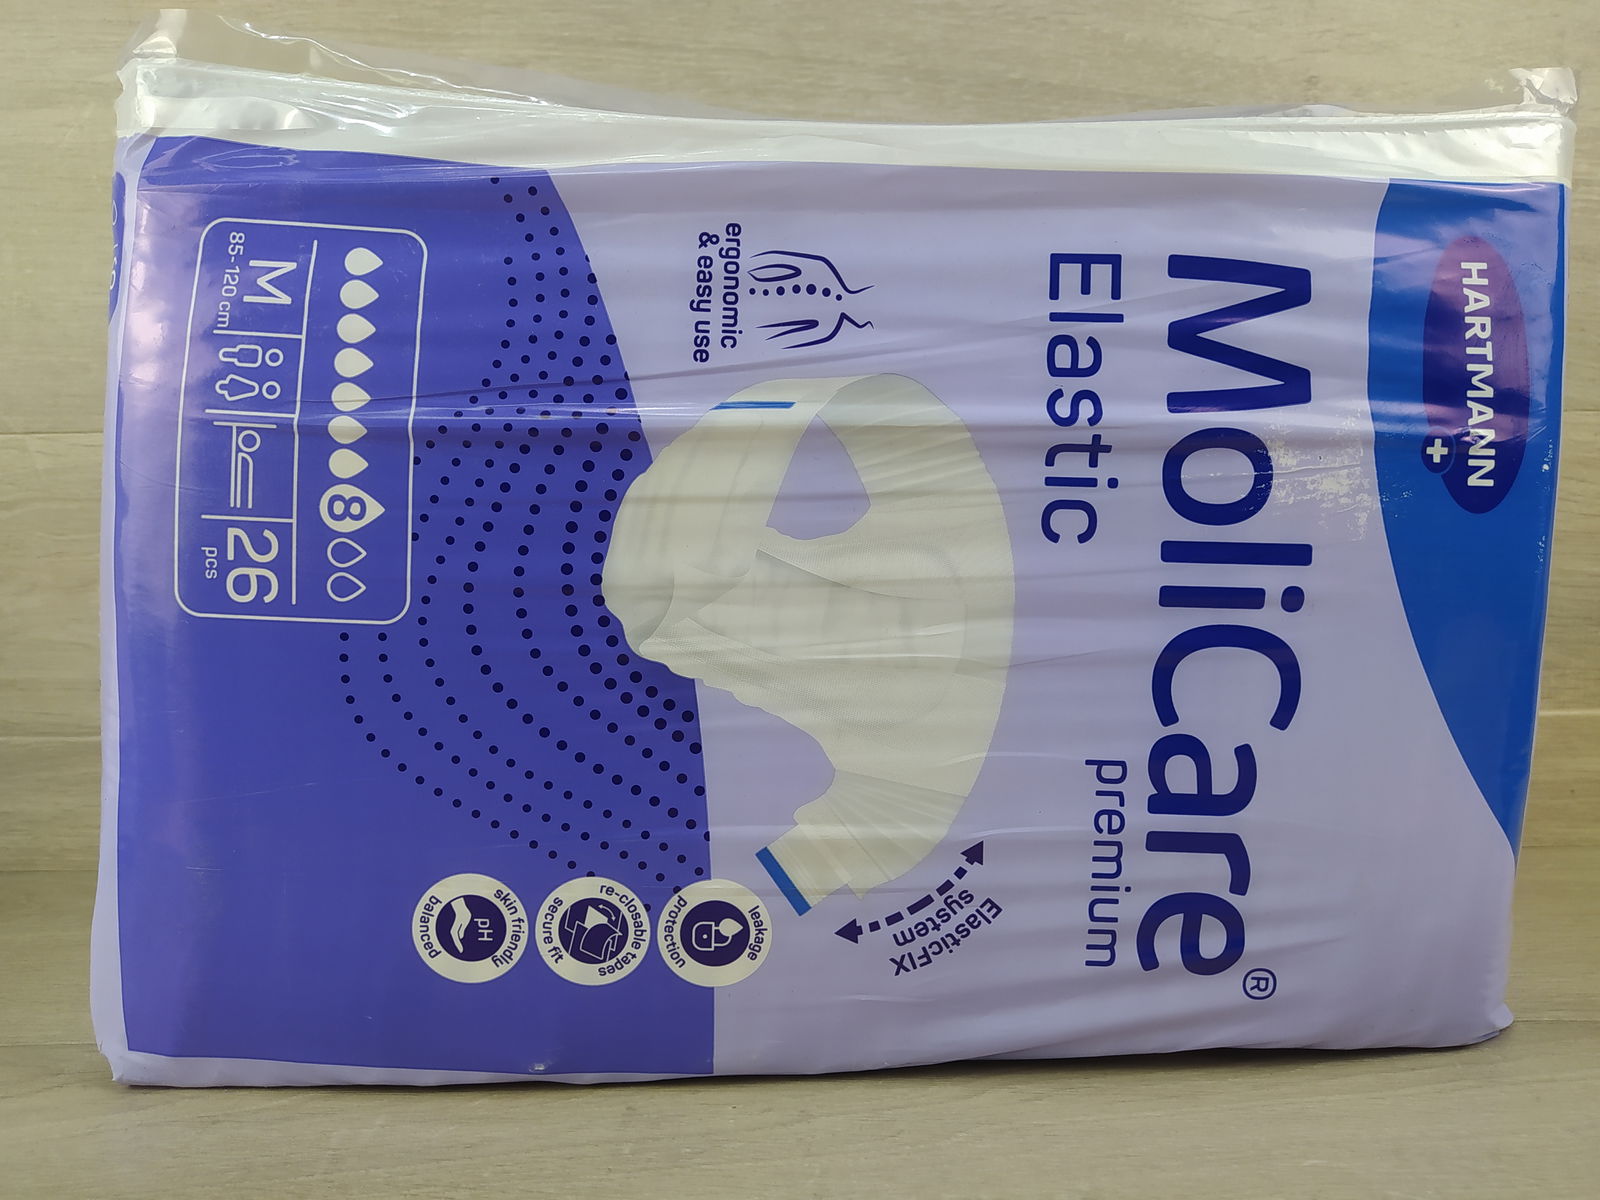 HARTMANN
MoliCare®
premium
Elastic
ergonomic
& easy use
ElasticFIX
system
leakage
protection
re-closable tapes
secure fit
skin friendly
pH
balanced
8
M
85-120 cm
26
pcs